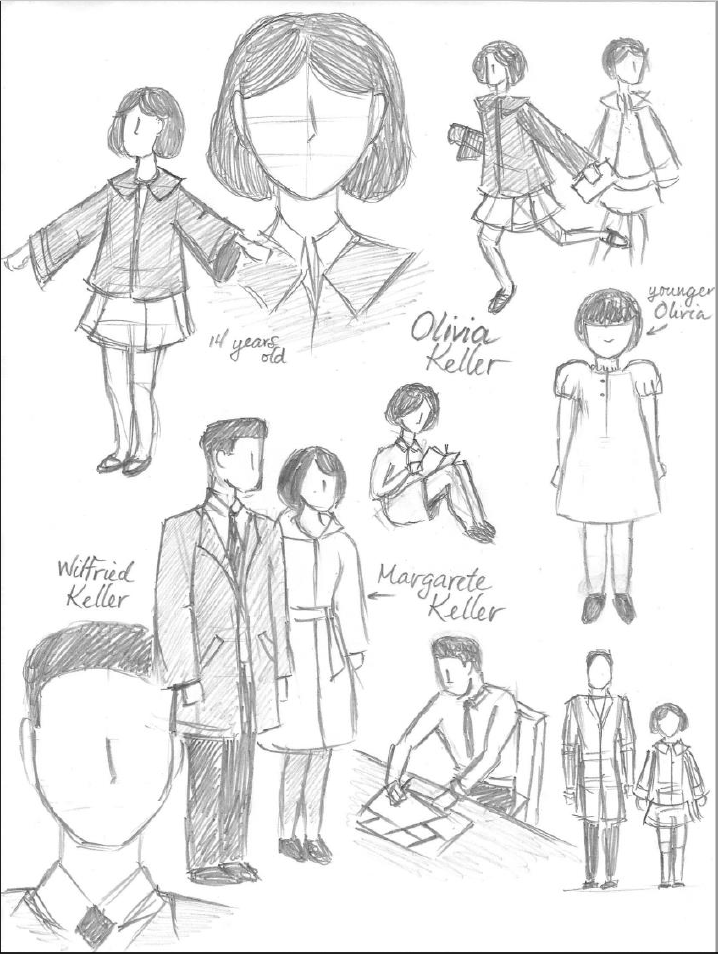 14 years
old
Olivia
Keller
younger
Olivia
Wilfried
Keller
Margarete
Keller